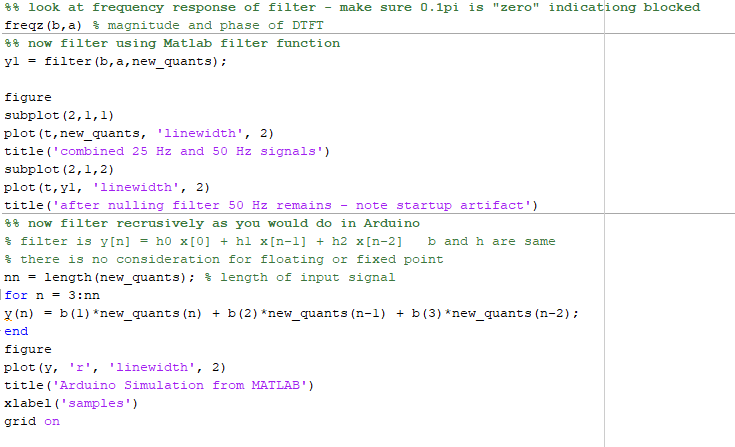 %% look at frequency response of filter - make sure 0.1pi is "zero" indicationg blocked
freqz(b,a) % magnitude and phase of DTFT
%% now filter using Matlab filter function
y1 = filter(b,a,new_quants);
figure
subplot(2,1,1)
plot(t,new_quants, 'linewidth', 2)
title('combined 25 Hz and 50 Hz signals')
subplot(2,1,2)
plot(t,y1, 'linewidth', 2)
title('after nulling filter 50 Hz remains - note startup artifact')
%% now filter recrusively as you would do in Arduino
% filter is y[n] = h0 x[0] + h1 x[n-1] + h2 x[n-2]   b and h are same
% there is no consideration for floating or fixed point
nn = length(new_quants); % length of input signal
for n = 3:nn
y(n) = b(1)*new_quants(n) + b(2)*new_quants(n-1) + b(3)*new_quants(n-2);
end
figure
plot(y, 'r', 'linewidth', 2)
title('Arduino Simulation from MATLAB')
xlabel('samples')
grid on